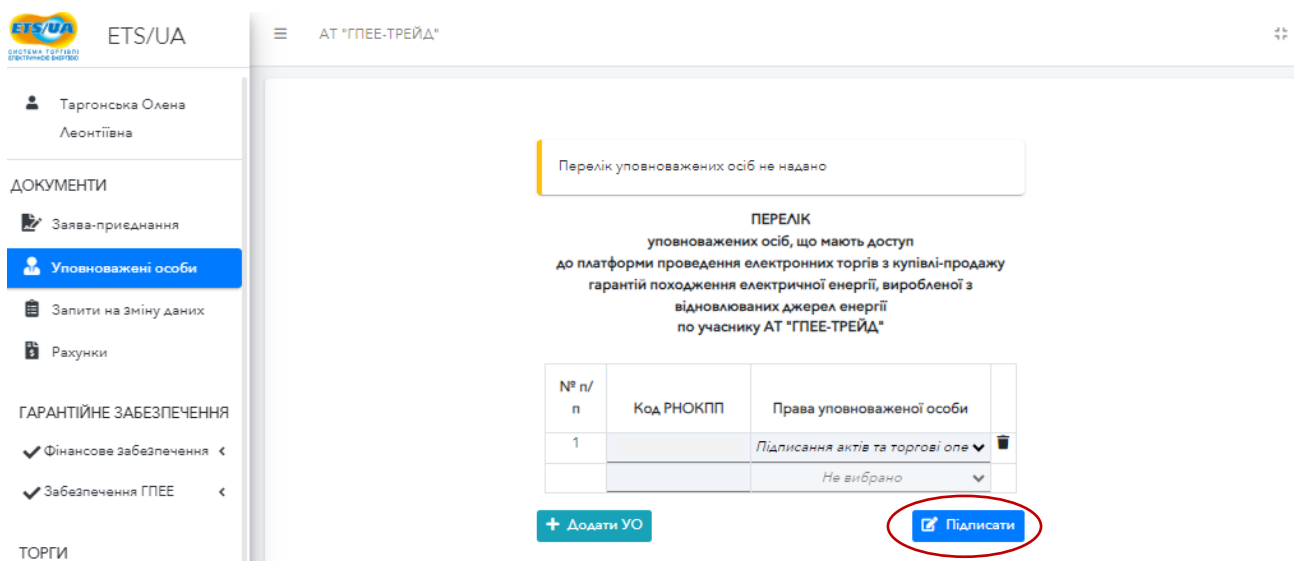 ETS/UA
СИСТЕМА ТОРГІВЛІ
ЕЛЕКТРИЧНОЮ ЕНЕРГІЄЮ
ETS/UA
АТ "ГПЕЕ-ТРЕЙД"
Таргонська Олена
Леонтіївна
ДОКУМЕНТИ
Заява-приєднання
Уповноважені особи
Запити на зміну даних
Рахунки
ГАРАНТІЙНЕ ЗАБЕЗПЕЧЕННЯ
Фінансове забезпечення
Забезпечення ГПЕЕ
ТОРГИ
Перелік уповноважених осіб не надано
ПЕРЕЛІК
уповноважених осіб, що мають доступ
до платформи проведення електронних торгів з купівлі-продажу
гарантій походження електричної енергії, виробленої з
відновлюваних джерел енергії
по учаснику АТ "ГПЕЕ-ТРЕЙД"
№ п/
п
Код РНОКПП
Права уповноваженої особи
1
Підписання актів та торгові опе
Не вибрано
+ Додати УО
Підписати